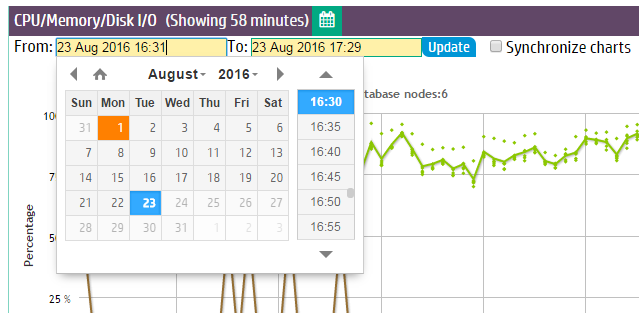 CPU/Memory/Disk I/O (Showing 58 minutes)
From: 23 Aug 2016 16:31 To: 23 Aug 2016 17:29 Update Synchronize charts
August 2016
tabase nodes:6
Sun Mon Tue Wed Thu Fri Sat
31 1 2 3 4 5 6
7 8 9 10 11 12 13
14 15 16 17 18 19 20
21 22 23 24 25 26 27
28 29 30 31 1 2 3
16:30
16:35
16:40
16:45
16:50
16:55
100
75
50
25 %
Percentage